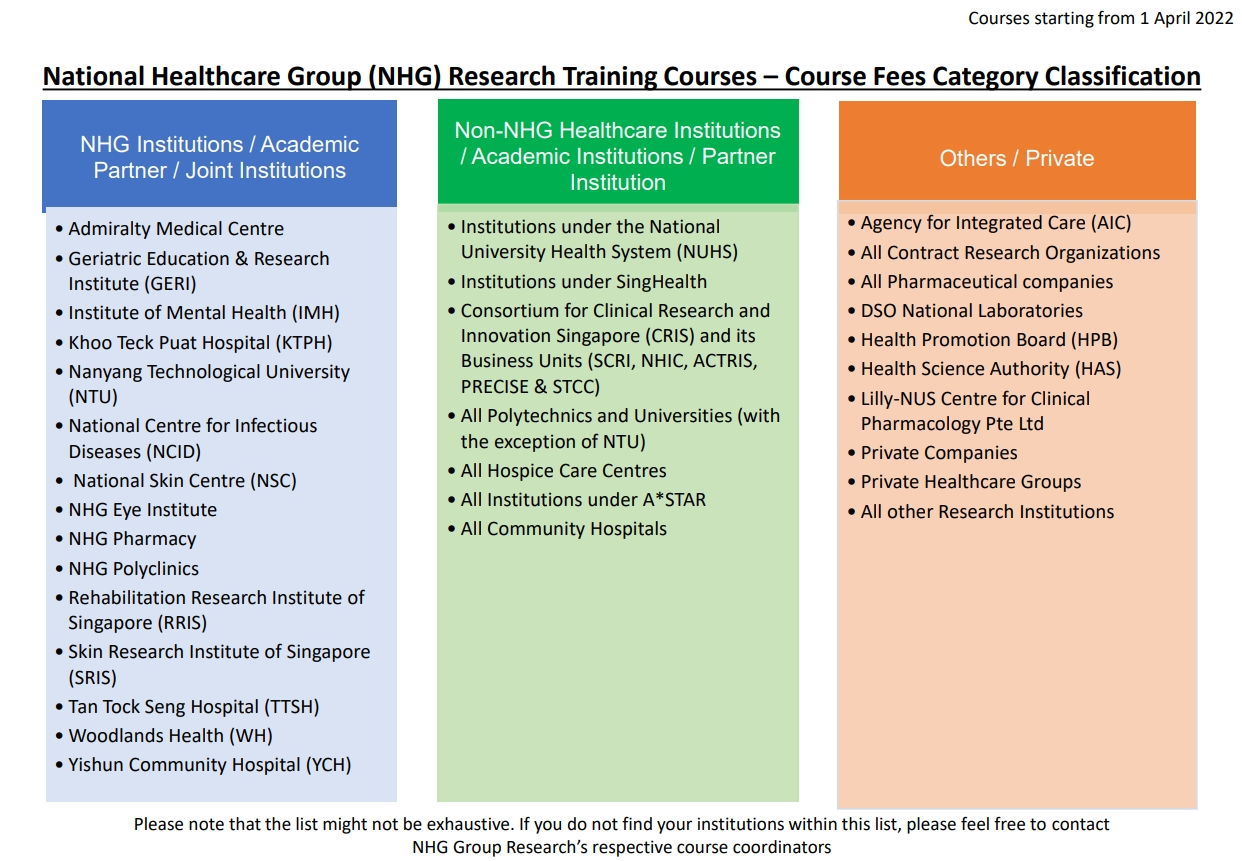 Courses starting from 1 April 2022
National Healthcare Group (NHG) Research Training Courses – Course Fees Category Classification
NHG Institutions / Academic
Partner / Joint Institutions
• Admiralty Medical Centre
• Geriatric Education & Research
Institute (GERI)
• Institute of Mental Health (IMH)
• Khoo Teck Puat Hospital (KTPH)
• Nanyang Technological University
(NTU)
• National Centre for Infectious
Diseases (NCID)
• National Skin Centre (NSC)
• NHG Eye Institute
• NHG Pharmacy
• NHG Polyclinics
• Rehabilitation Research Institute of
Singapore (RRIS)
• Skin Research Institute of Singapore
(SRIS)
• Tan Tock Seng Hospital (TTSH)
• Woodlands Health (WH)
• Yishun Community Hospital (YCH)
Non-NHG Healthcare Institutions
/ Academic Institutions / Partner
Institution
• Institutions under the National
University Health System (NUHS)
• Institutions under SingHealth
• Consortium for Clinical Research and
Innovation Singapore (CRIS) and its
Business Units (SCRI, NHIC, ACTRIS,
PRECISE & STCC)
• All Polytechnics and Universities (with
the exception of NTU)
• All Hospice Care Centres
• All Institutions under A*STAR
• All Community Hospitals
Others / Private
• Agency for Integrated Care (AIC)
• All Contract Research Organizations
• All Pharmaceutical companies
• DSO National Laboratories
• Health Promotion Board (HPB)
• Health Science Authority (HAS)
• Lilly-NUS Centre for Clinical
Pharmacology Pte Ltd
• Private Companies
• Private Healthcare Groups
• All other Research Institutions
Please note that the list might not be exhaustive. If you do not find your institutions within this list, please feel free to contact
NHG Group Research’s respective course coordinators